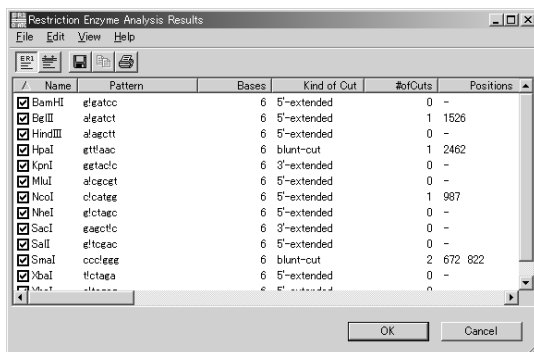 Restriction Enzyme Analysis Results
File Edit View Help
ER1
Name Pattern Bases Kind of Cut #ofCuts Positions
BamHI g!gatcc 6 5'-extended 0 -
BglII a!gatct 6 5'-extended 1 1526
HindIII a!agctt 6 5'-extended 0 -
HpaI gtt!aac 6 blunt-cut 1 2462
KpnI ggtac!c 6 3'-extended 0 -
MluI a!cgcgt 6 5'-extended 0 -
NcoI c!catgg 6 5'-extended 1 987
NheI g!ctagc 6 5'-extended 0 -
SacI gagct!c 6 3'-extended 0 -
SalI g!tcgac 6 5'-extended 0 -
SmaI ccc!ggg 6 blunt-cut 2 672 822
XbaI t!ctaga 6 5'-extended 0 -
OK Cancel